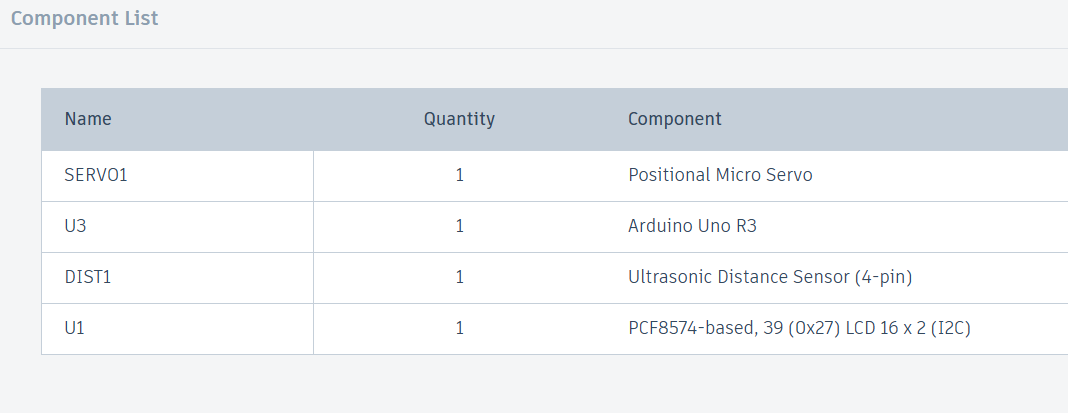 Component List
Name Quantity Component
SERVO1 1 Positional Micro Servo
U3 1 Arduino Uno R3
DIST1 1 Ultrasonic Distance Sensor (4-pin)
U1 1 PCF8574-based, 39 (0x27) LCD 16 x 2 (I2C)